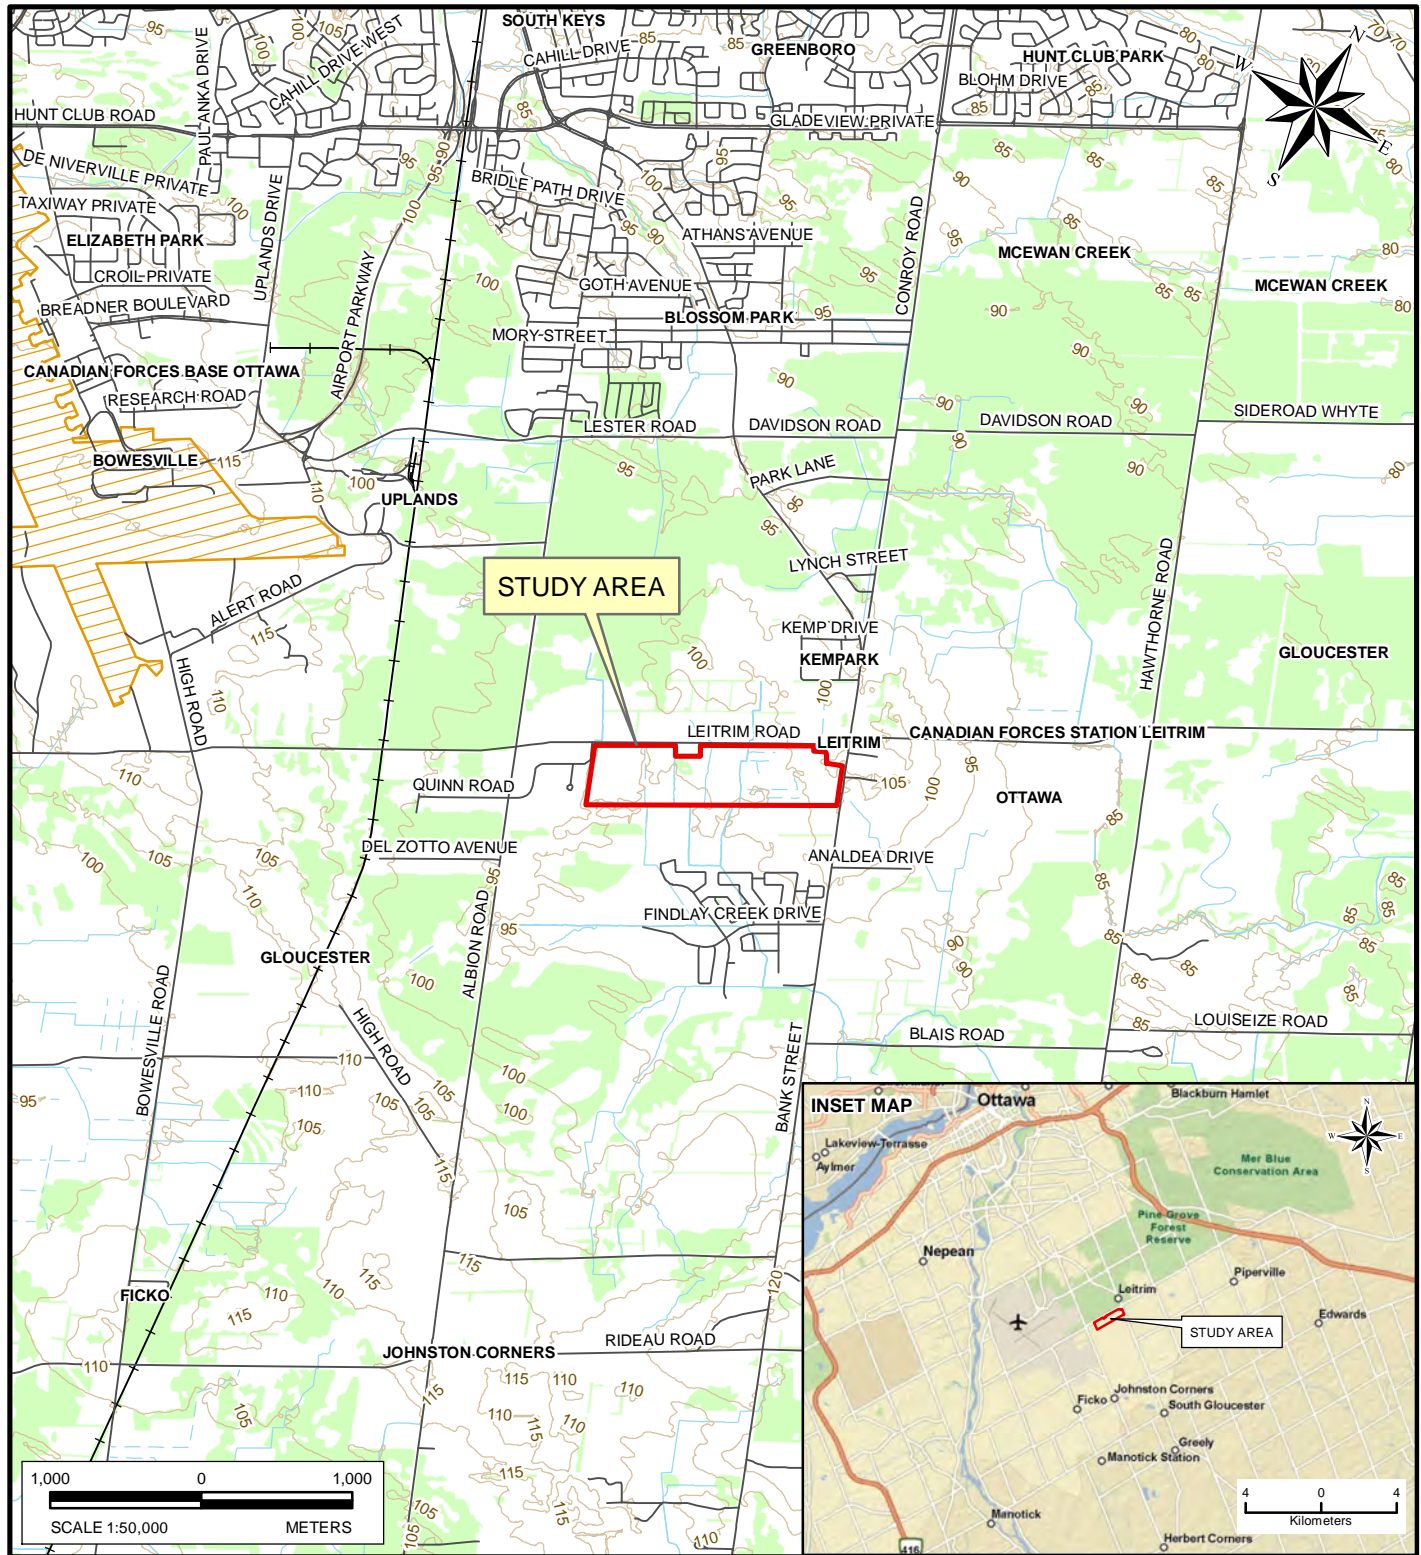 SOUTH KEYS
CAHILL DRIVE
CAHILL DRIVE WEST
PAULANKA DRIVE
GREENBORO
HUNT CLUB PARK
BLOHM DRIVE
HUNT CLUB ROAD
GLADEVIEW PRIVATE
N
W
E
S
DE NIVERVILLE PRIVATE
TAXIWAY PRIVATE
ELIZABETH PARK
CROIL PRIVATE
BREADNER BOULEVARD
UPLANDS DRIVE
AIRPORT PARKWAY
BRIDLE PATH DRIVE
ATHANS AVENUE
GOTH AVENUE
BLOSSOM PARK
MORY STREET
CONROY ROAD
MCEWAN CREEK
MCEWAN CREEK
CANADIAN FORCES BASE OTTAWA
RESEARCH ROAD
BOWESVILLE
UPLANDS
LESTER ROAD
DAVIDSON ROAD
DAVIDSON ROAD
SIDEROAD WHYTE
PARK LANE
LYNCH STREET
HAWTHORNE ROAD
STUDY AREA
ALERT ROAD
HIGH ROAD
KEMP DRIVE
KEMPARK
GLOUCESTER
LEITRIM ROAD
LEITRIM
CANADIAN FORCES STATION LEITRIM
QUINN ROAD
OTTAWA
DEL ZOTTO AVENUE
ANALDEA DRIVE
ALBION ROAD
FINDLAY CREEK DRIVE
GLOUCESTER
BOWESVILLE ROAD
HIGH ROAD
BANK STREET
BLAIS ROAD
LOUISEIZE ROAD
FICKO
RIDEAU ROAD
JOHNSTON CORNERS
1,000 0 1,000
SCALE 1:50,000 METERS
INSET MAP
Ottawa
Blackburn Hamlet
N
W
E
S
Lakeview-Terrasse
Aylmer
Mer Blue
Conservation Area
Pine Grove
Forest
Reserve
Nepean
Piperville
Leitrim
Edwards
STUDY AREA
Ficko
Johnston Corners
South Gloucester
Greely
Manotick Station
Manotick
Herbert Corners
416
4 0 4
Kilometers